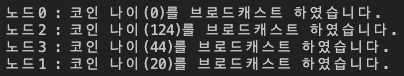 노드0 : 코인 나이(0)를 브로드캐스트 하였습니다.
노드2 : 코인 나이(124)를 브로드캐스트 하였습니다.
노드3 : 코인 나이(44)를 브로드캐스트 하였습니다.
노드1 : 코인 나이(20)를 브로드캐스트 하였습니다.